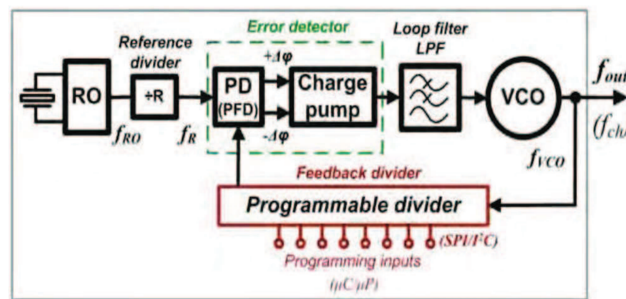 Reference
divider
Error detector
Loop filter
LPF
RO
÷R
PD
(PFD)
+Δφ
-Δφ
Charge
pump
VCO
f_out
f_RO
f_R
f_VCO
Feedback divider
Programmable divider
(SPI/I²C)
Programming inputs
(μC/μP)